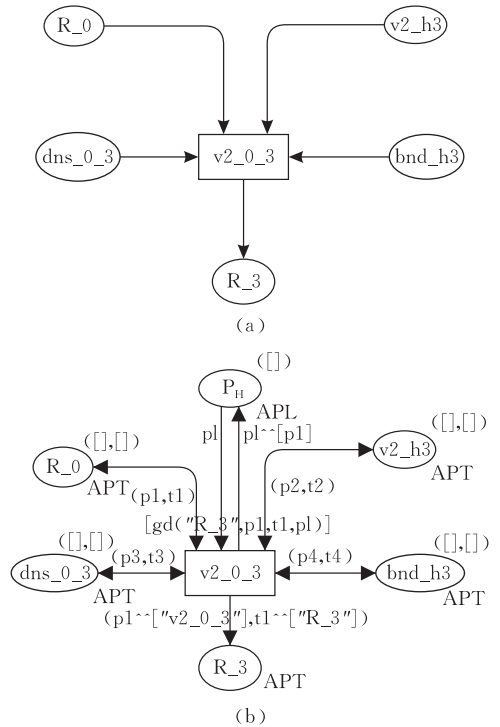 R_0
v2_h3
dns_0_3
v2_0_3
bnd_h3
R_3
(a)
([])
P_H
APL
pl
pl^^[p1]
([],[])
R_0
APT
(p1,t1)
(p2,t2)
([],[])
v2_h3
APT
[gd("R_3",p1,t1,pl)]
([],[])
dns_0_3
APT
(p3,t3)
v2_0_3
(p4,t4)
([],[])
bnd_h3
APT
(p1^^["v2_0_3"],t1^^["R_3"])
R_3
APT
(b)